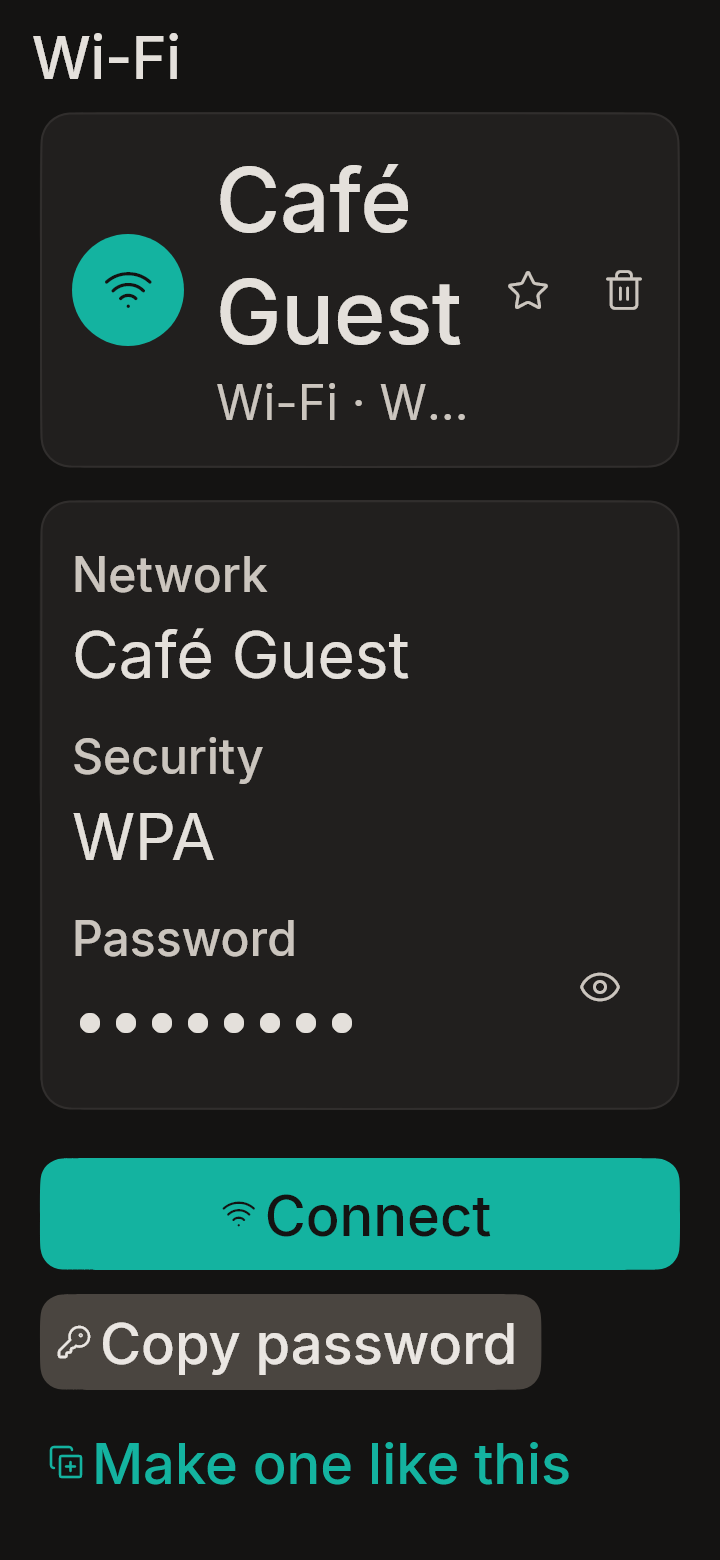 Wi-Fi
Café
Guest
Wi-Fi · W…
Network
Café Guest
Security
WPA
Password
••••••••
Connect
Copy password
Make one like this